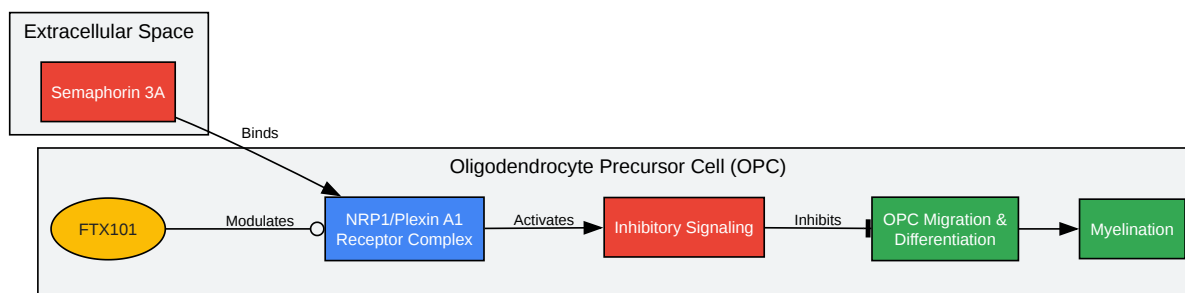 Extracellular Space
Semaphorin 3A
Binds
Oligodendrocyte Precursor Cell (OPC)
FTX101
Modulates
NRP1/Plexin A1
Receptor Complex
Activates
Inhibitory Signaling
Inhibits
OPC Migration &
Differentiation
Myelination